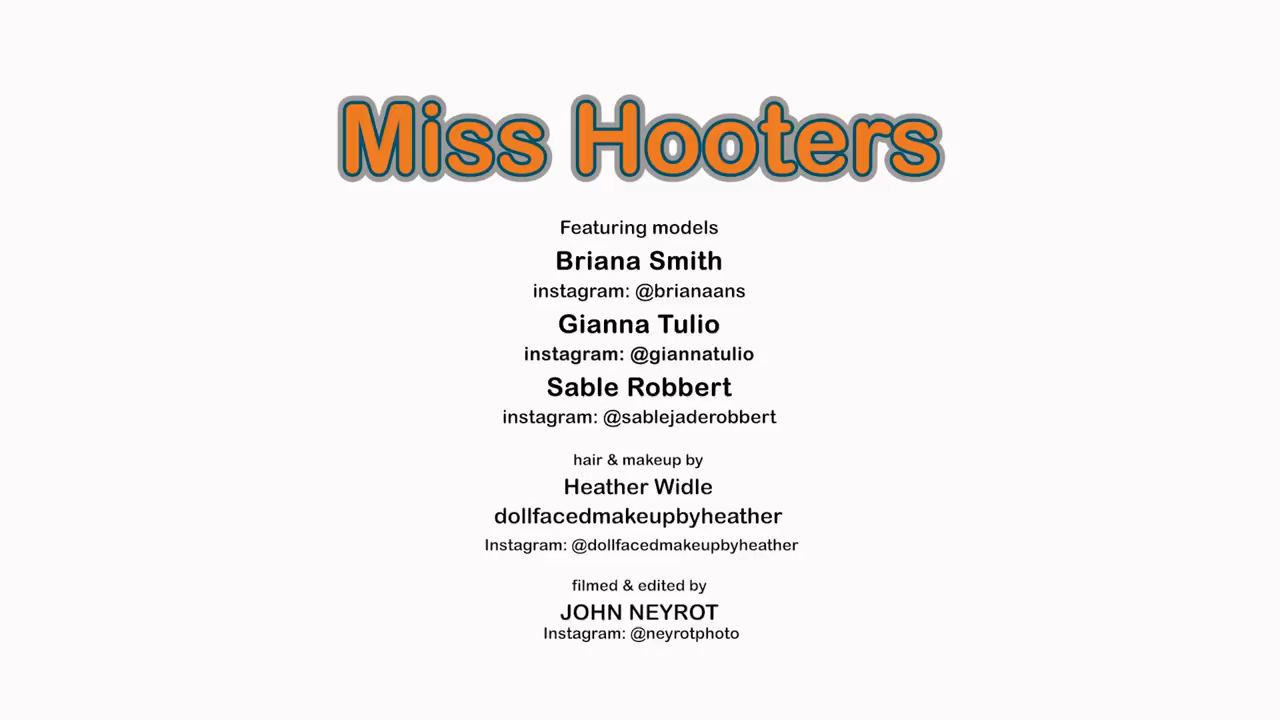 Miss Hooters
Featuring models
Briana Smith
instagram: @brianaans
Gianna Tulio
instagram: @giannatulio
Sable Robbert
instagram: @sablejaderobbert
hair & makeup by
Heather Widle
dollfacedmakeupbyheather
Instagram: @dollfacedmakeupbyheather
filmed & edited by
JOHN NEYROT
Instagram: @neyrotphoto